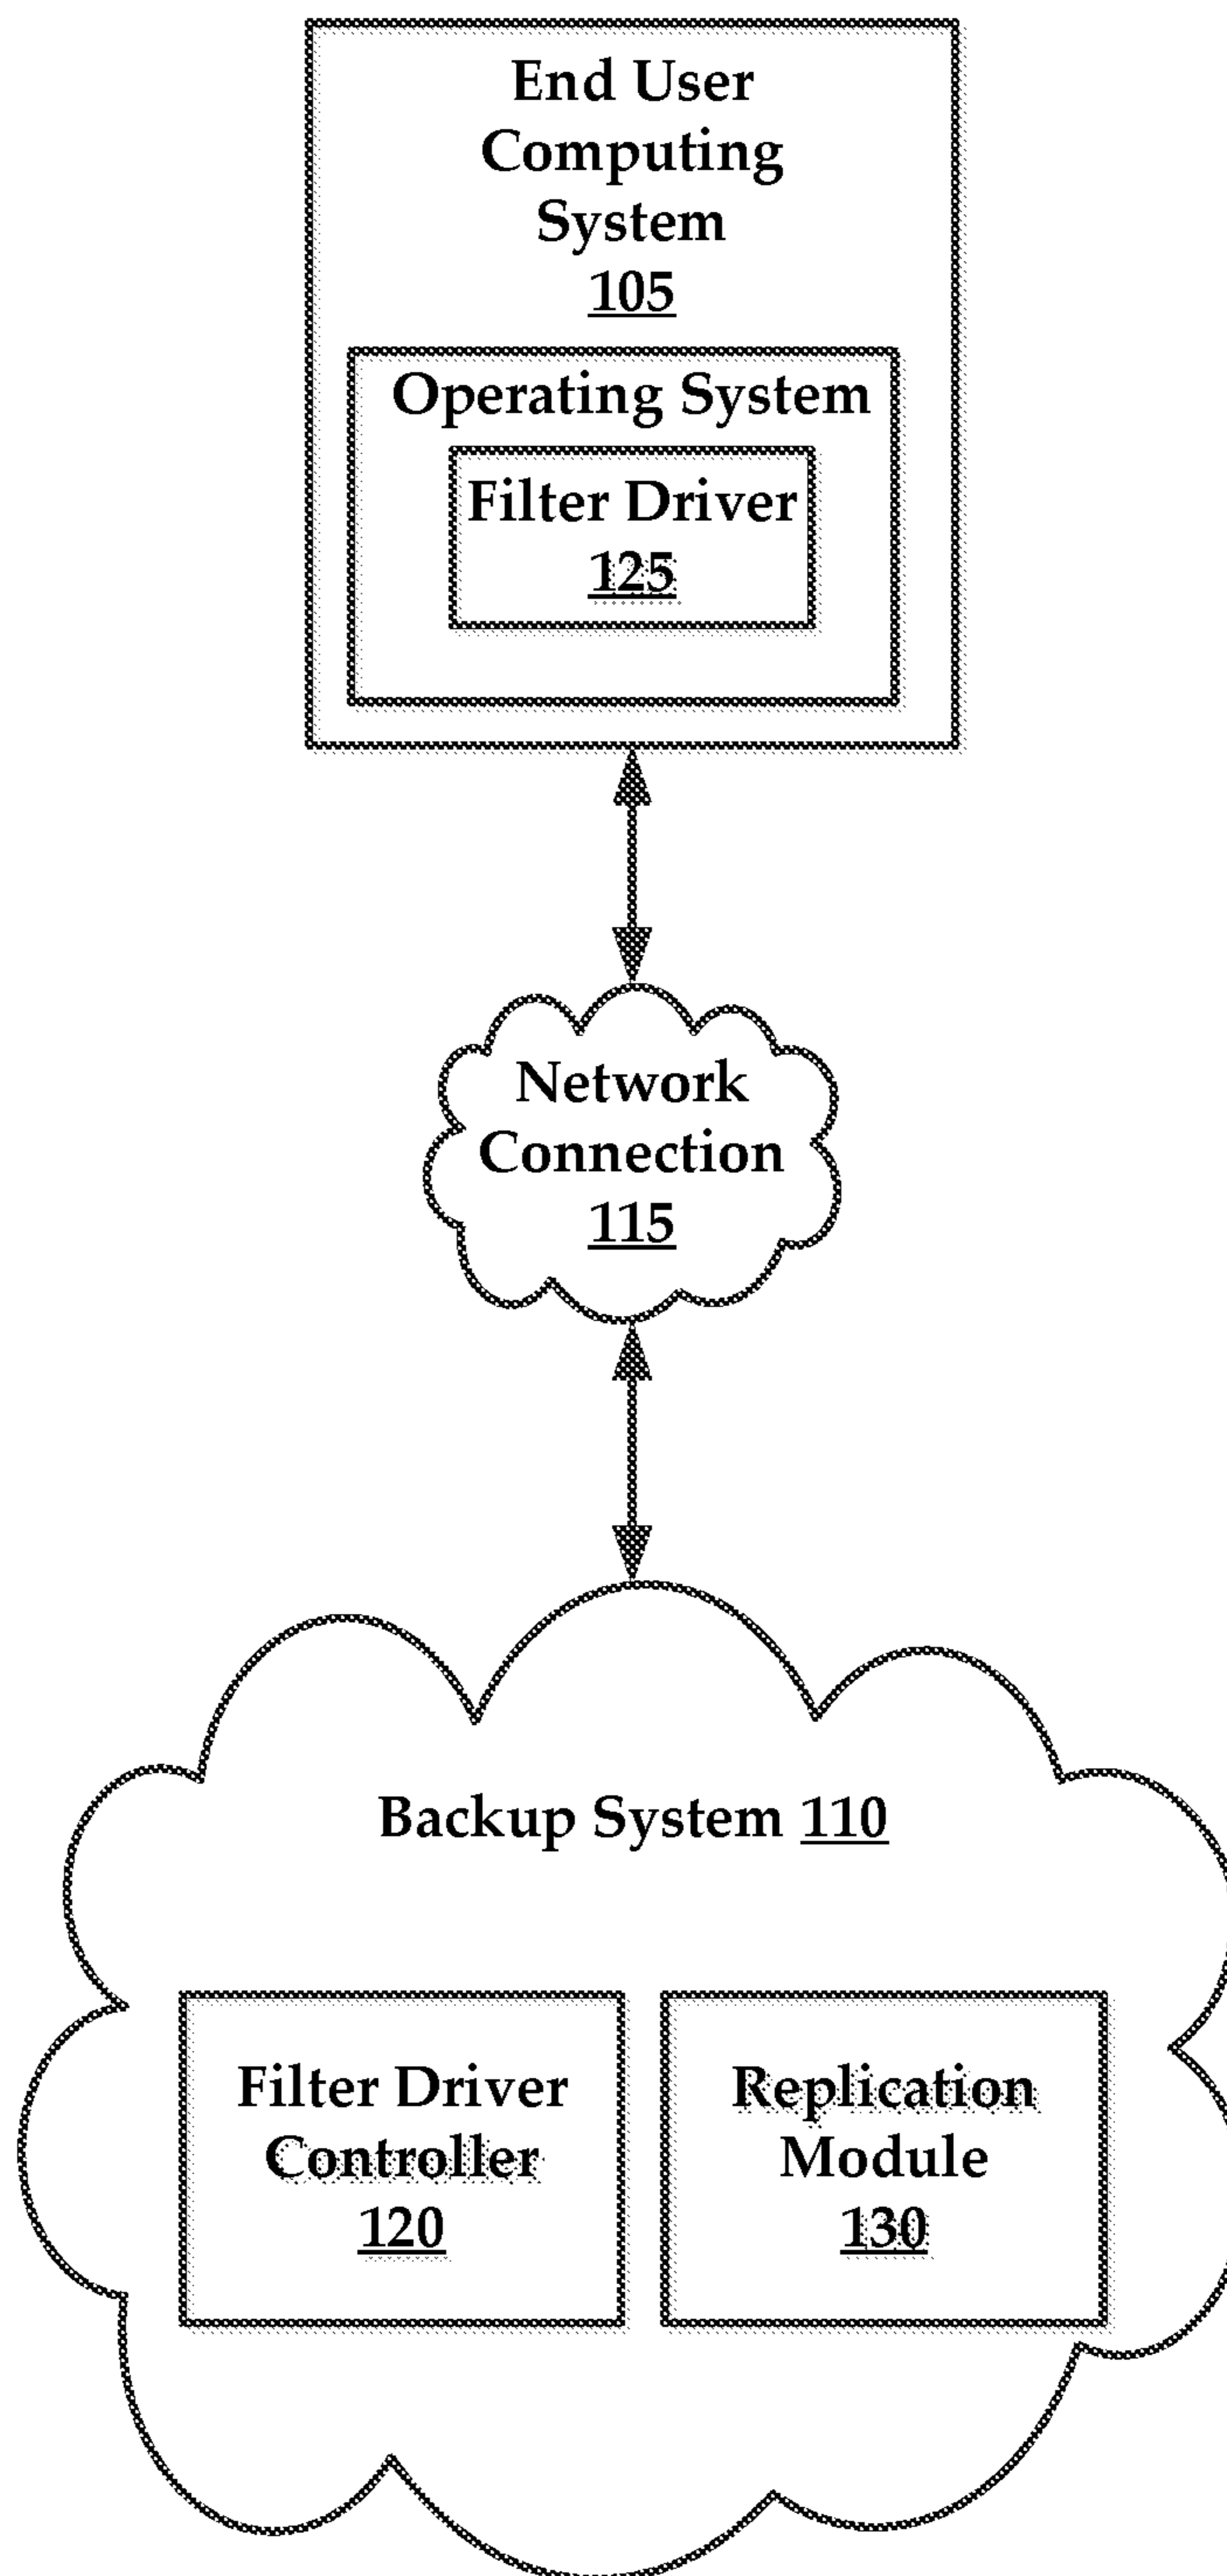 End User
Computing
System
105
Operating System
Filter Driver
125
Network
Connection
115
Backup System 110
Filter Driver
Controller
120
Replication
Module
130